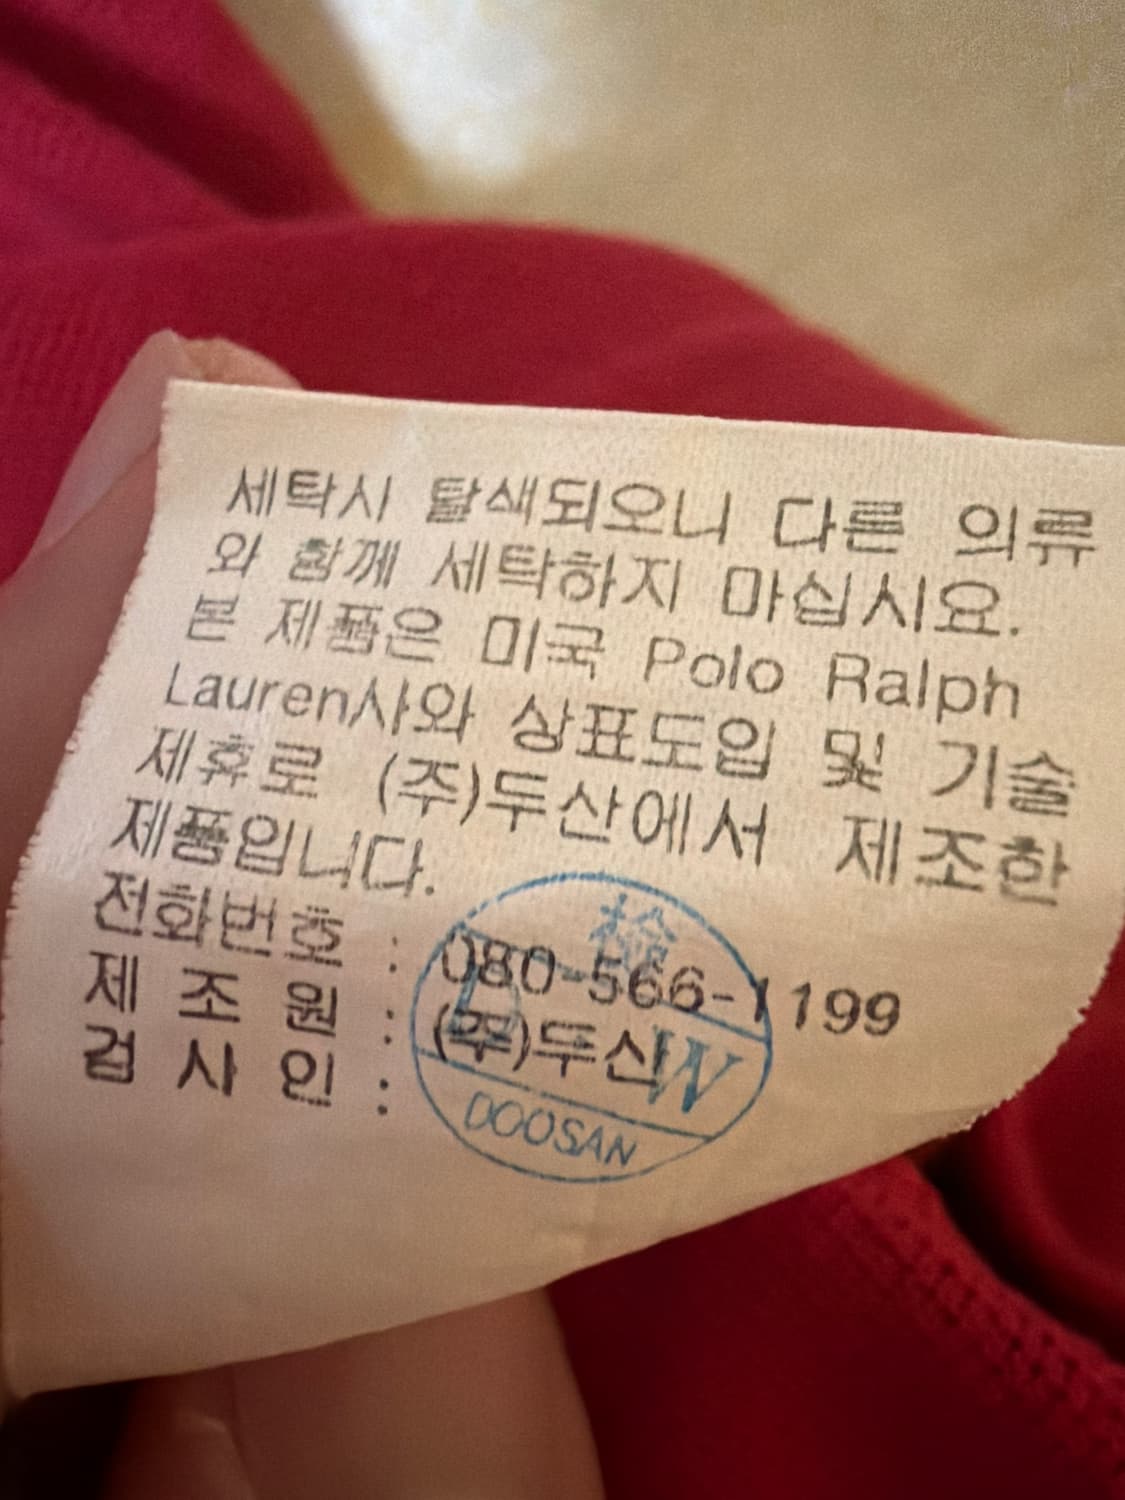 세탁시 탈색되오니 다른 의류
와 함께 세탁하지 마십시요.
본 제품은 미국 Polo Ralph
Lauren사와 상표도입 및 기술
제휴로 (주)두산에서 제조한
제품입니다.
전화번호 : 080-566-1199
제 조 원 : (주)두산
검 사 인 :
檢
W
DOOSAN